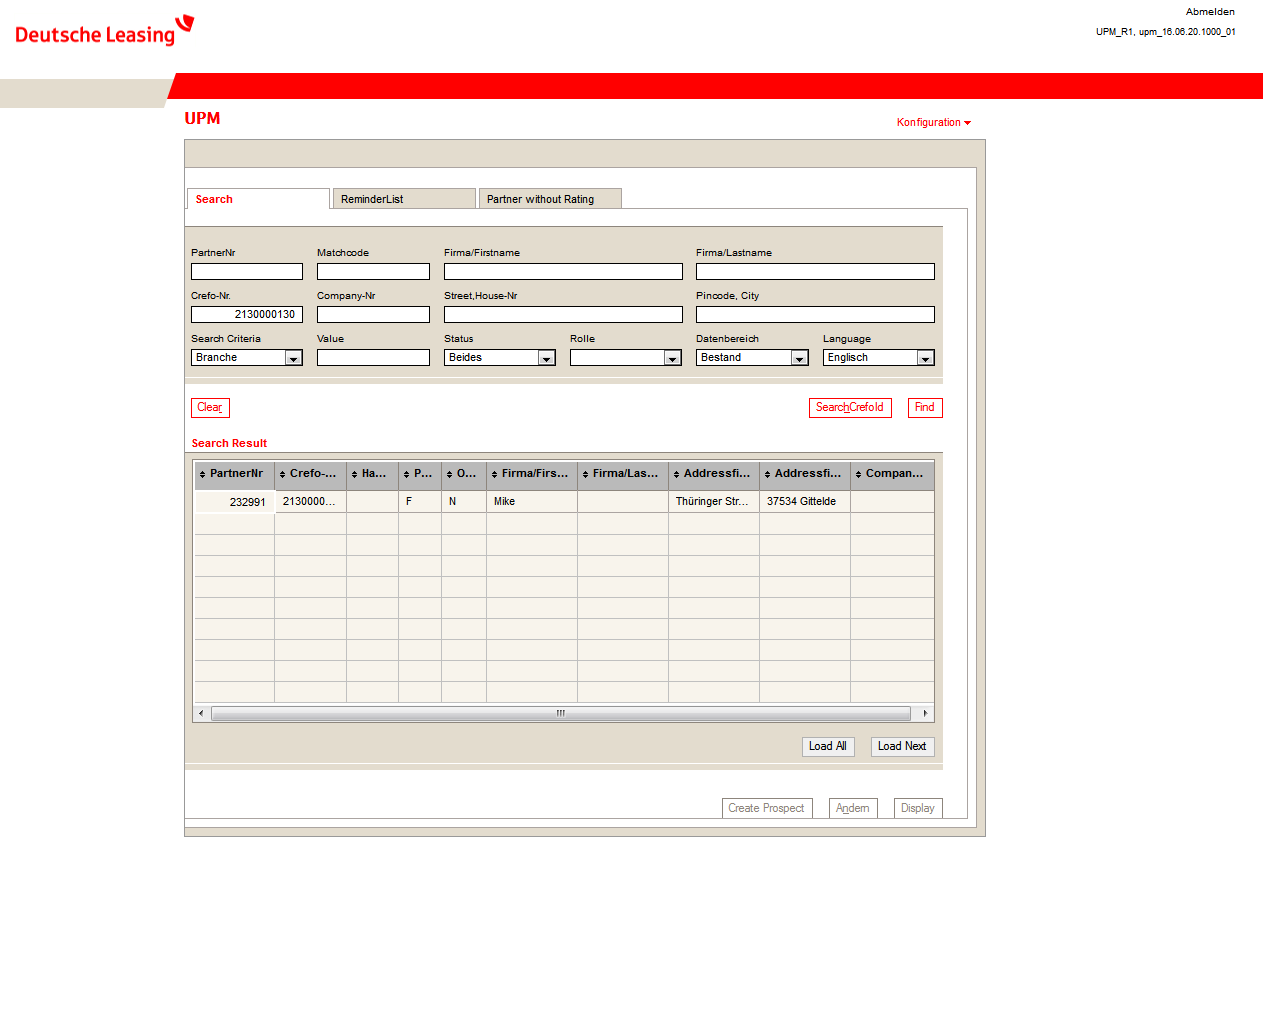 Deutsche Leasing
Abmelden
UPM_R1, upm_16.06.20.1000_01
UPM
Konfiguration
Search
ReminderList
Partner without Rating
PartnerNr
Matchcode
Firma/Firstname
Firma/Lastname
Crefo-Nr.
Company-Nr
Street,House-Nr
Pincode, City
2130000130
Search Criteria
Value
Status
Rolle
Datenbereich
Language
Branche
Beides
Bestand
Englisch
Clear
SearchCrefoId
Find
Search Result
PartnerNr Crefo-... Ha... P... O... Firma/Firs... Firma/Las... Addressfi... Addressfi... Compan...
232991 2130000... F N Mike Thüringer Str... 37534 Gittelde
Load All
Load Next
Create Prospect
Andern
Display